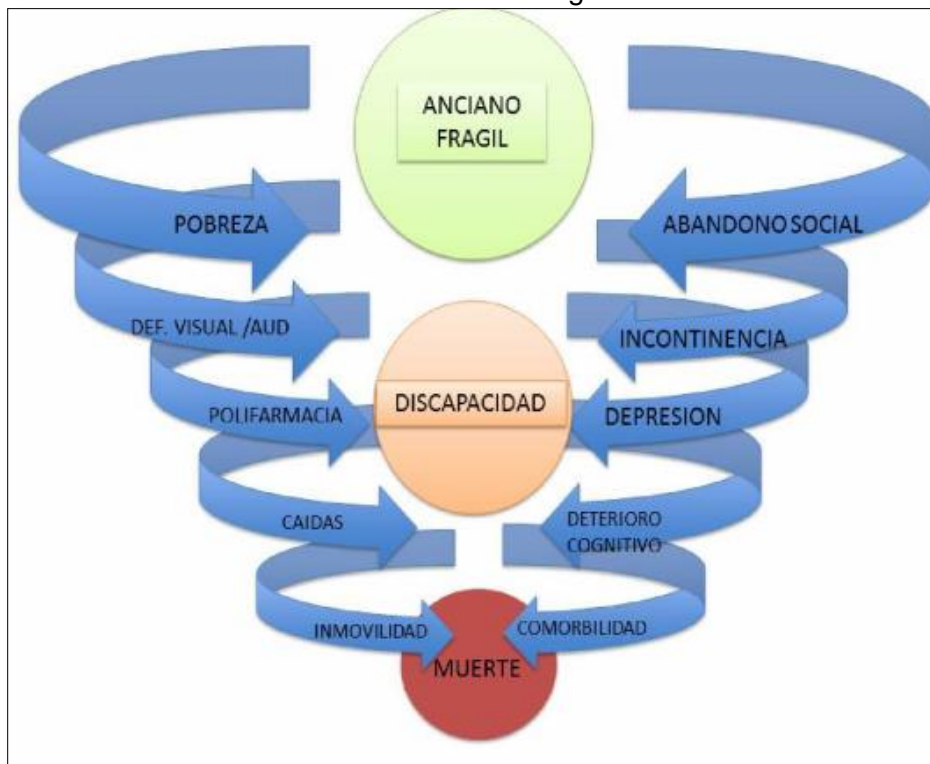 ANCIANO
FRAGIL
POBREZA
ABANDONO SOCIAL
DEF. VISUAL /AUD
INCONTINENCIA
POLIFARMACIA
DISCAPACIDAD
DEPRESION
CAIDAS
DETERIORO
COGNITIVO
INMOVILIDAD
COMORBILIDAD
MUERTE